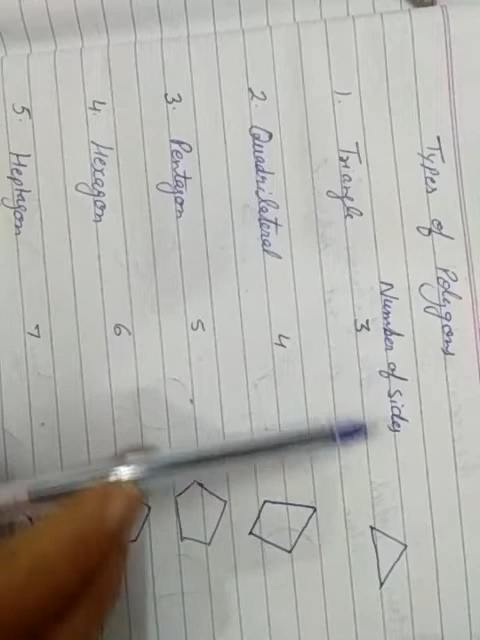 Types of Polygons
Number of Sides
1. Triangle 3
2. Quadrilateral 4
3. Pentagon 5
4. Hexagon 6
5. Heptagon 7